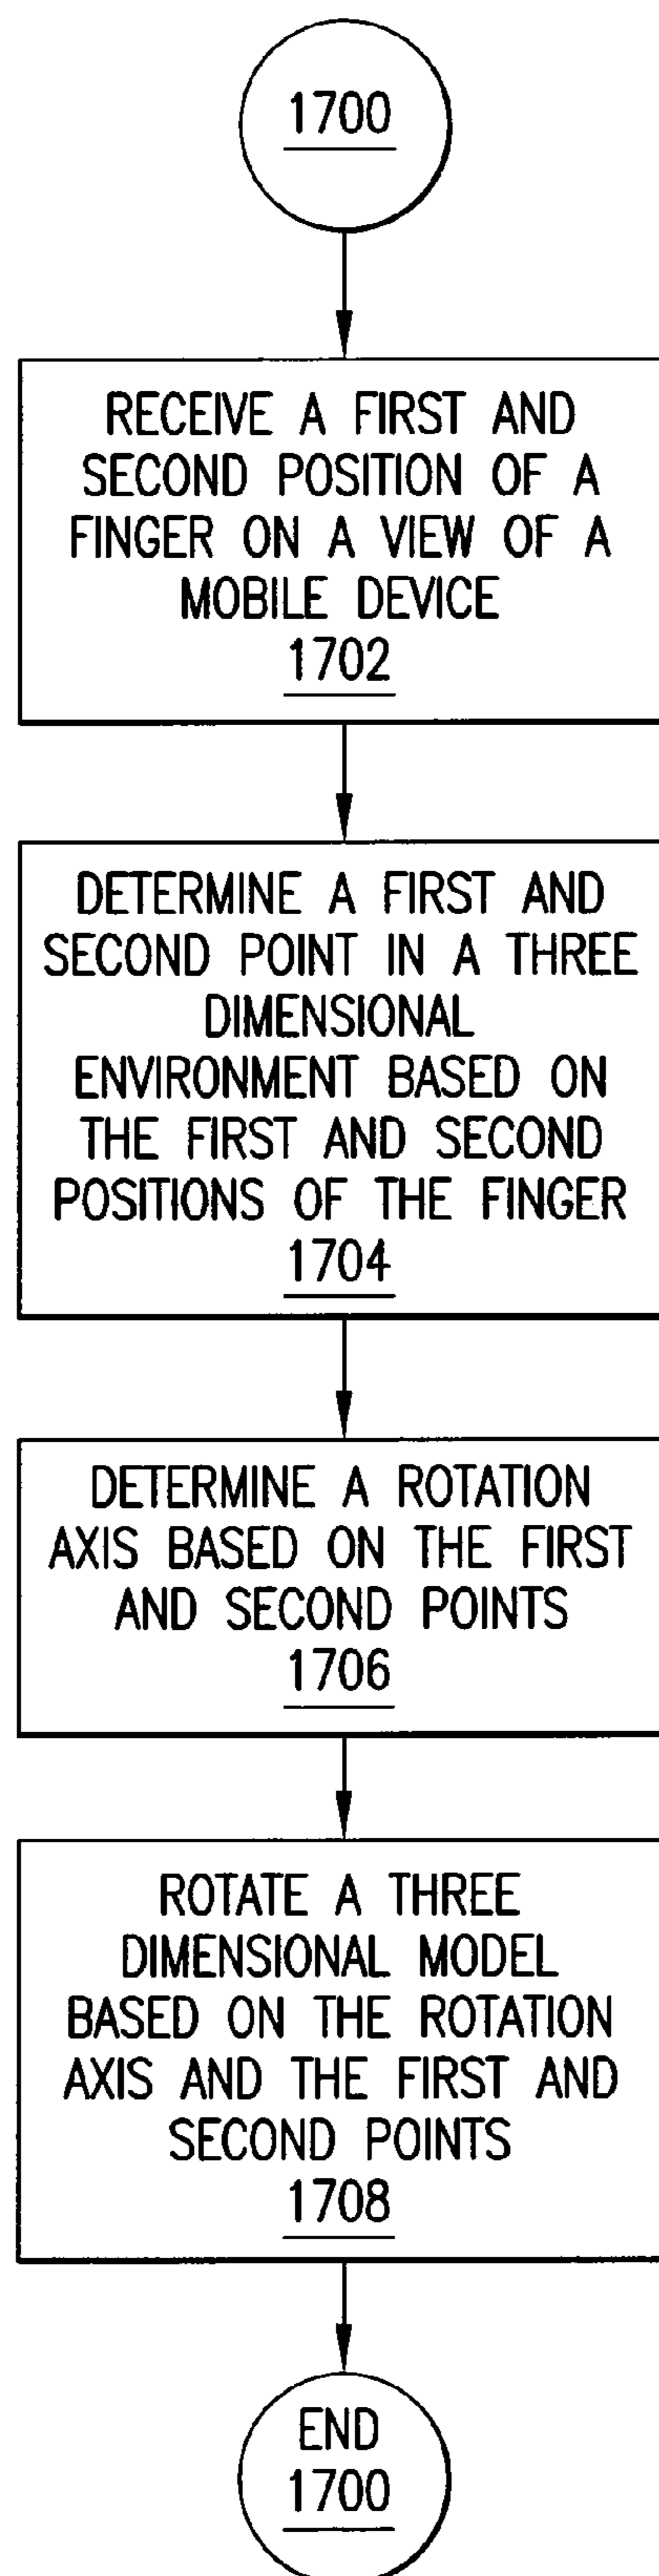 1700
RECEIVE A FIRST AND
SECOND POSITION OF A
FINGER ON A VIEW OF A
MOBILE DEVICE
1702
DETERMINE A FIRST AND
SECOND POINT IN A THREE
DIMENSIONAL
ENVIRONMENT BASED ON
THE FIRST AND SECOND
POSITIONS OF THE FINGER
1704
DETERMINE A ROTATION
AXIS BASED ON THE FIRST
AND SECOND POINTS
1706
ROTATE A THREE
DIMENSIONAL MODEL
BASED ON THE ROTATION
AXIS AND THE FIRST AND
SECOND POINTS
1708
END
1700